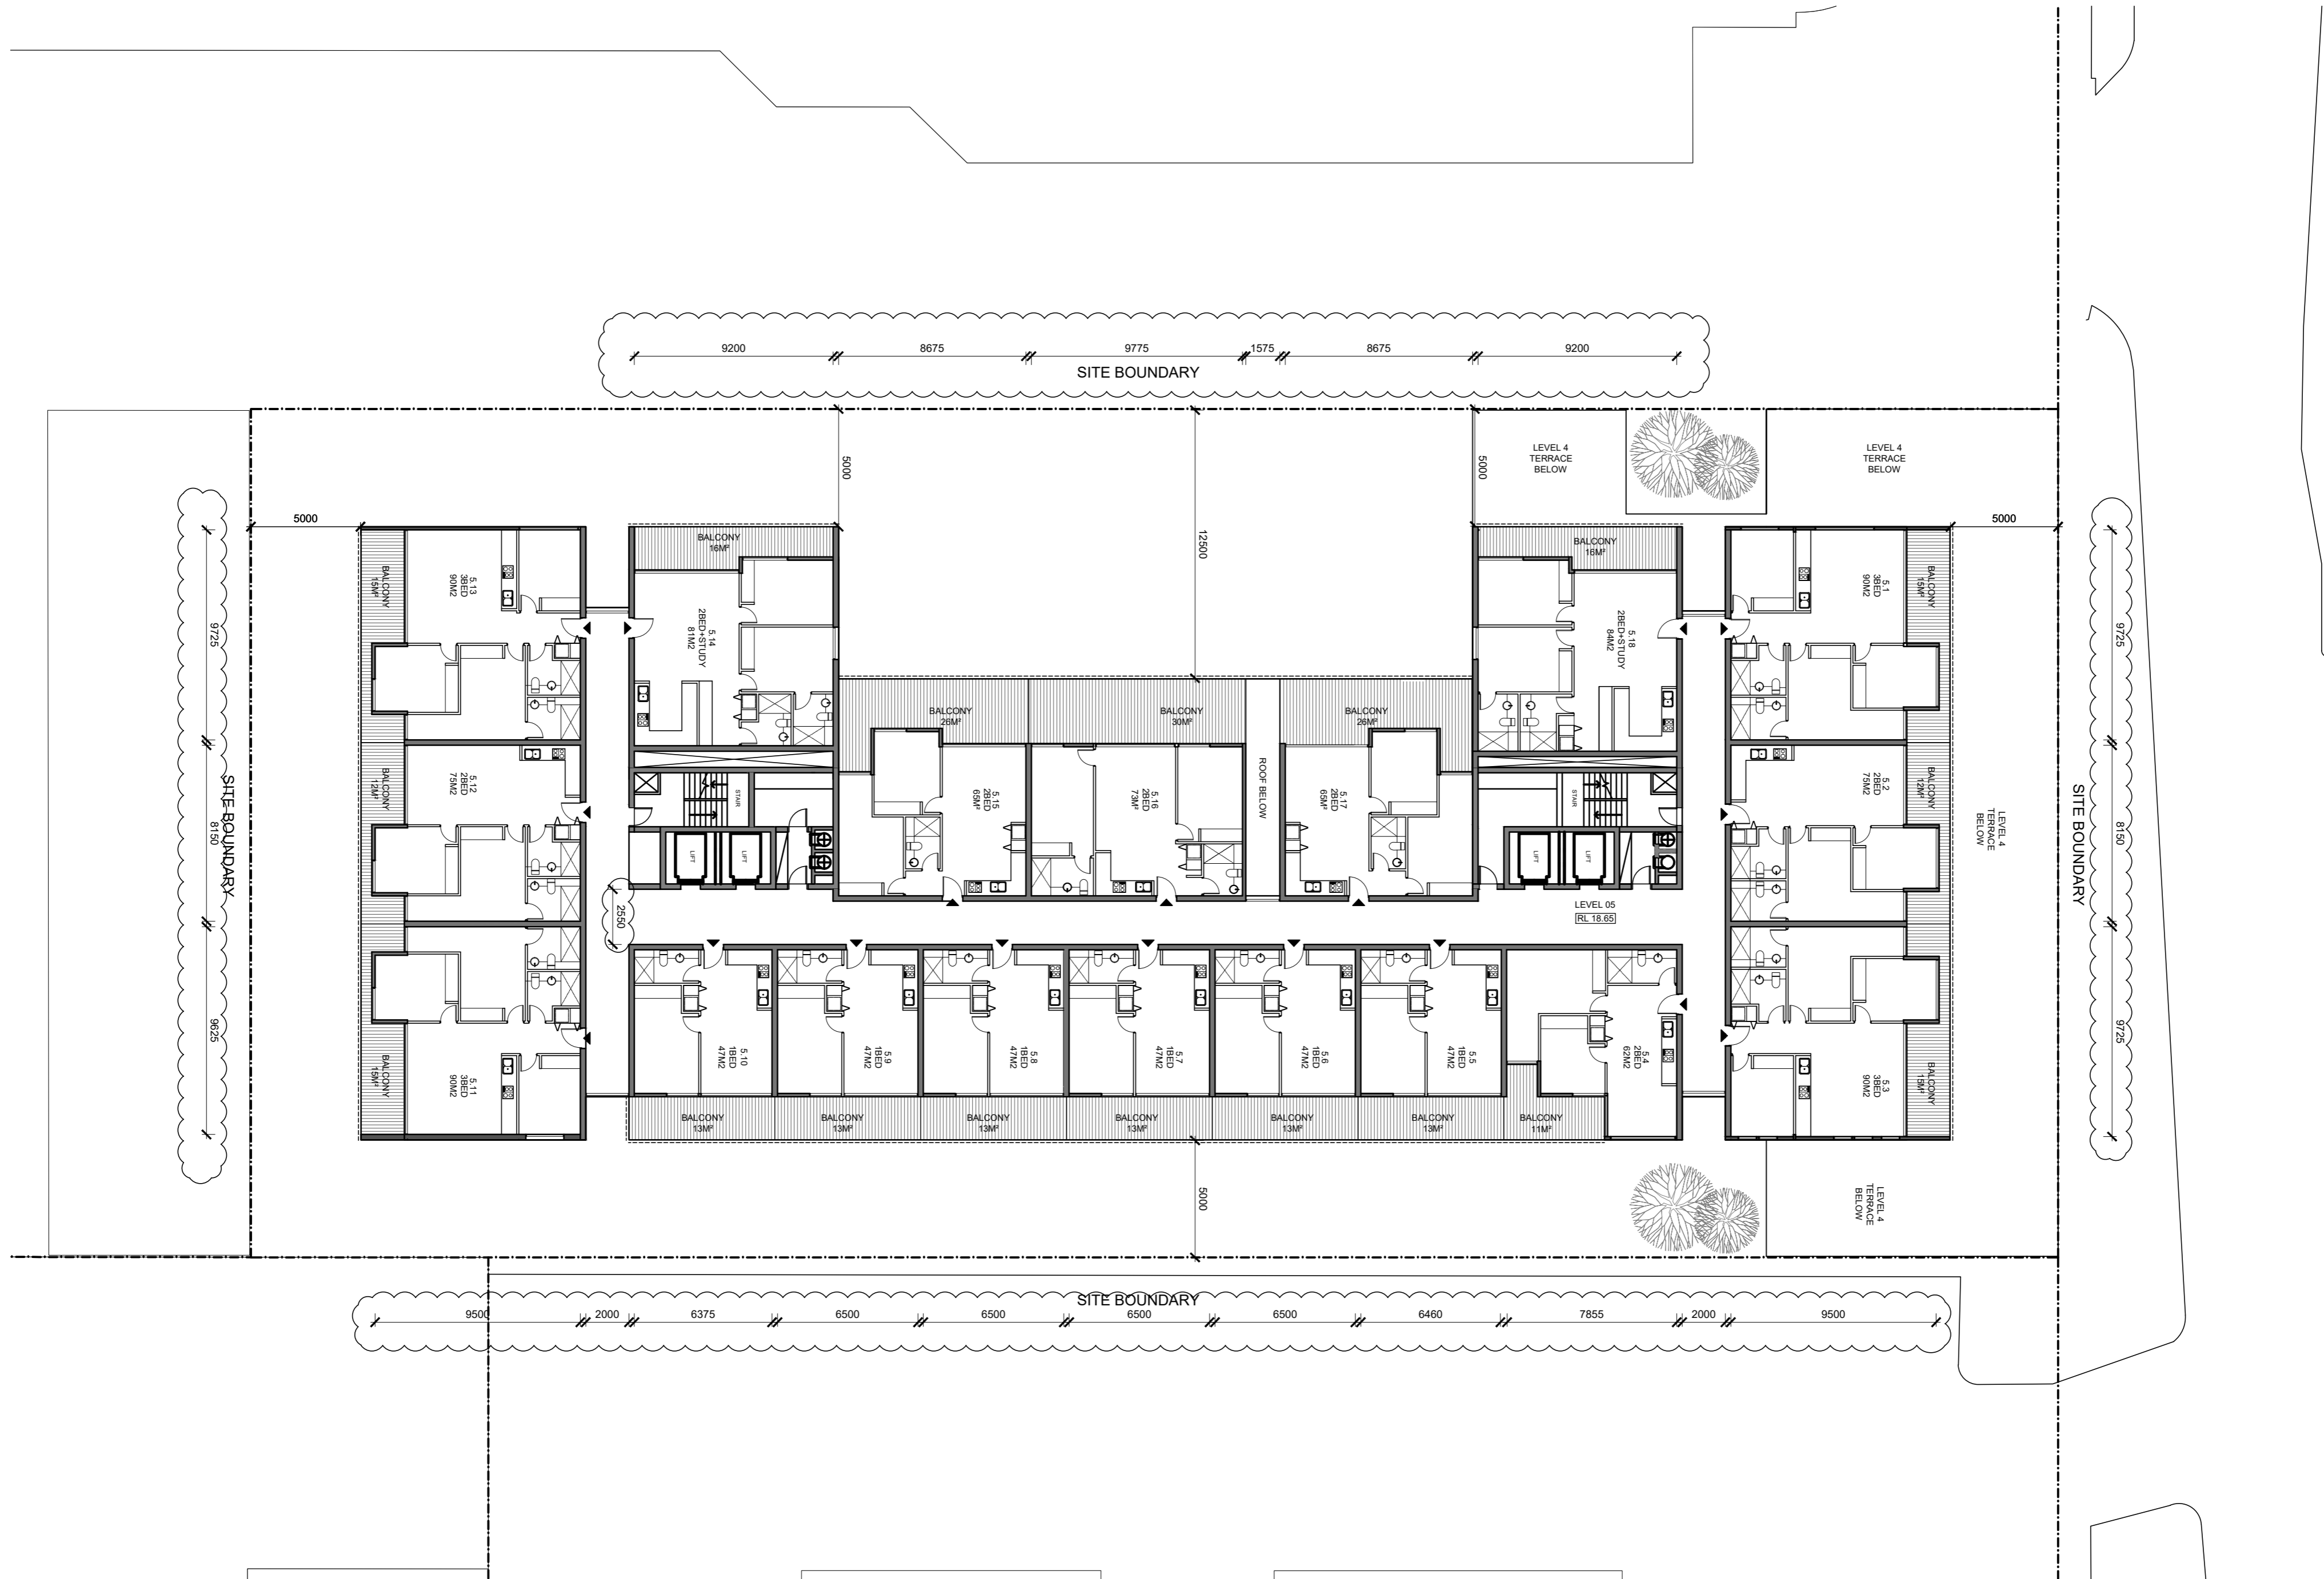 9200
8675
9775
1575
8675
9200
SITE BOUNDARY
5000
12500
5000
LEVEL 4
TERRACE
BELOW
LEVEL 4
TERRACE
BELOW
5000
5000
9725
8150
9625
SITE BOUNDARY
BALCONY
15M²
5.13
3BED
90M2
BALCONY
16M²
5.14
2BED+STUDY
81M2
BALCONY
16M²
5.18
2BED+STUDY
84M2
5.1
3BED
90M2
BALCONY
15M²
BALCONY
12M²
5.12
2BED
75M2
BALCONY
26M²
BALCONY
30M²
BALCONY
26M²
5.15
2BED
65M²
5.16
2BED
73M²
ROOF BELOW
5.17
2BED
65M²
STAIR
LIFT
LIFT
STAIR
LIFT
LIFT
5.2
2BED
75M2
BALCONY
12M²
LEVEL 4
TERRACE
BELOW
SITE BOUNDARY
9725
8150
9725
2550
LEVEL 05
RL 18.65
BALCONY
15M²
5.11
3BED
90M2
5.10
1BED
47M2
5.9
1BED
47M2
5.8
1BED
47M2
5.7
1BED
47M2
5.6
1BED
47M2
5.5
1BED
47M2
5.4
2BED
62M2
5.3
3BED
90M2
BALCONY
15M²
BALCONY
13M²
BALCONY
13M²
BALCONY
13M²
BALCONY
13M²
BALCONY
13M²
BALCONY
13M²
BALCONY
11M²
5000
LEVEL 4
TERRACE
BELOW
SITE BOUNDARY
9500
2000
6375
6500
6500
6500
6500
6460
7855
2000
9500